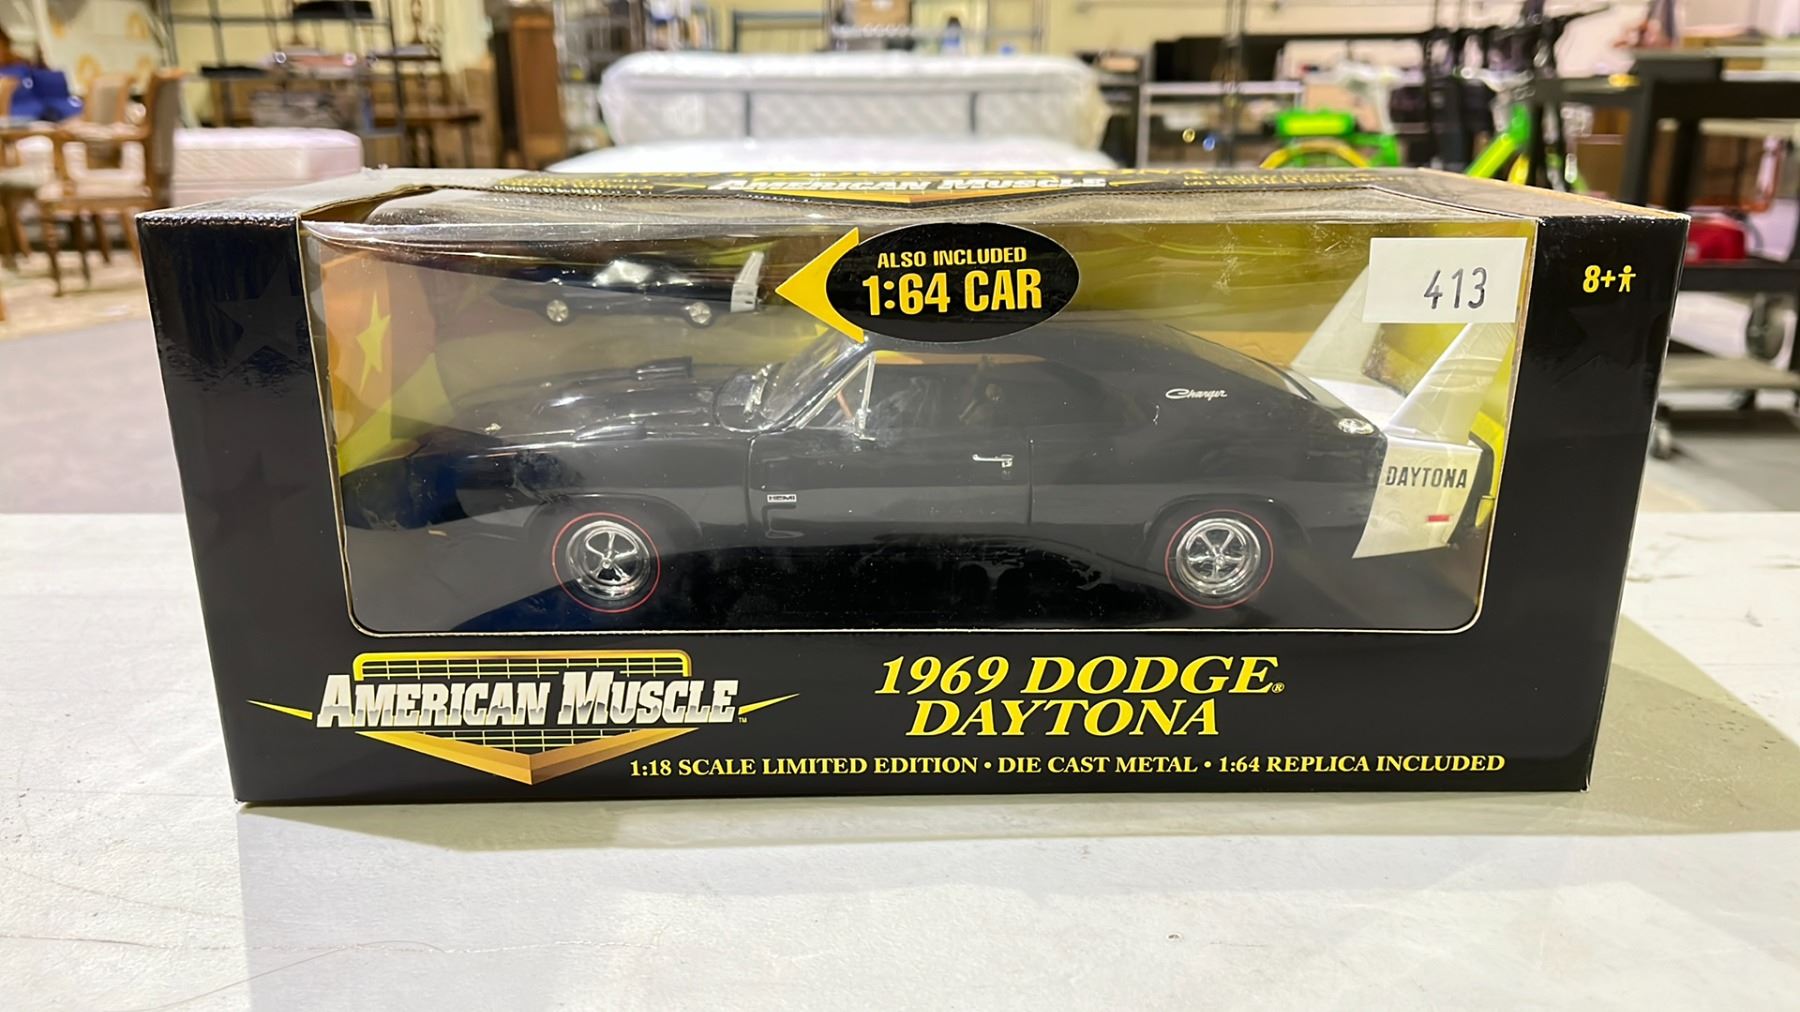 AMERICAN MUSCLE
ALSO INCLUDED
1:64 CAR
413
8+
Charger
HEMI
DAYTONA
AMERICAN MUSCLE™
1969 DODGE®
DAYTONA
1:18 SCALE LIMITED EDITION • DIE CAST METAL • 1:64 REPLICA INCLUDED